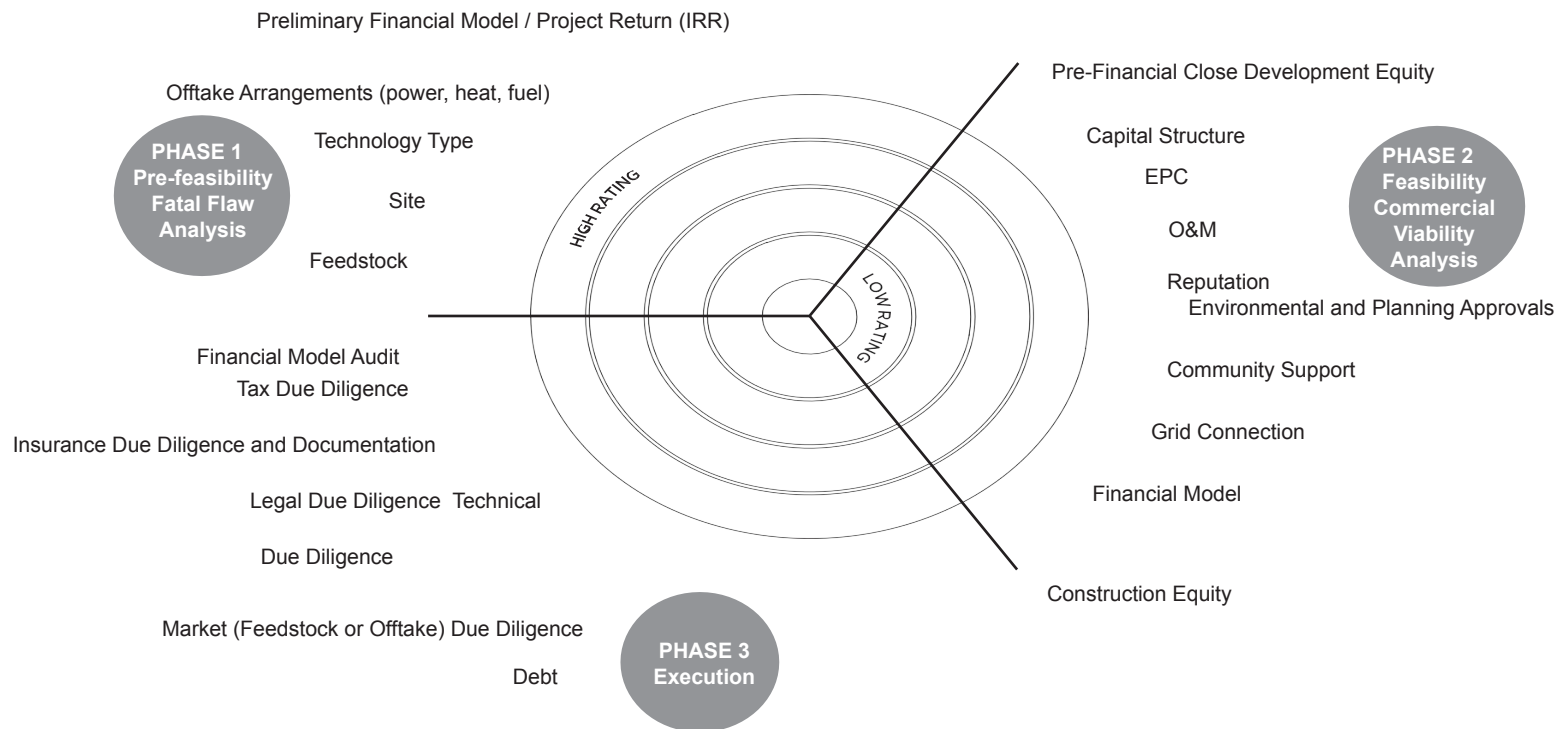 Preliminary Financial Model / Project Return (IRR)
Offtake Arrangements (power, heat, fuel)
Technology Type
Site
Feedstock
PHASE 1
Pre-feasibility
Fatal Flaw
Analysis
HIGH RATING
LOW RATING
Pre-Financial Close Development Equity
Capital Structure
EPC
O&M
Reputation
Environmental and Planning Approvals
Community Support
Grid Connection
Financial Model
PHASE 2
Feasibility
Commercial
Viability
Analysis
Construction Equity
Financial Model Audit
Tax Due Diligence
Insurance Due Diligence and Documentation
Legal Due Diligence Technical
Due Diligence
Market (Feedstock or Offtake) Due Diligence
Debt
PHASE 3
Execution